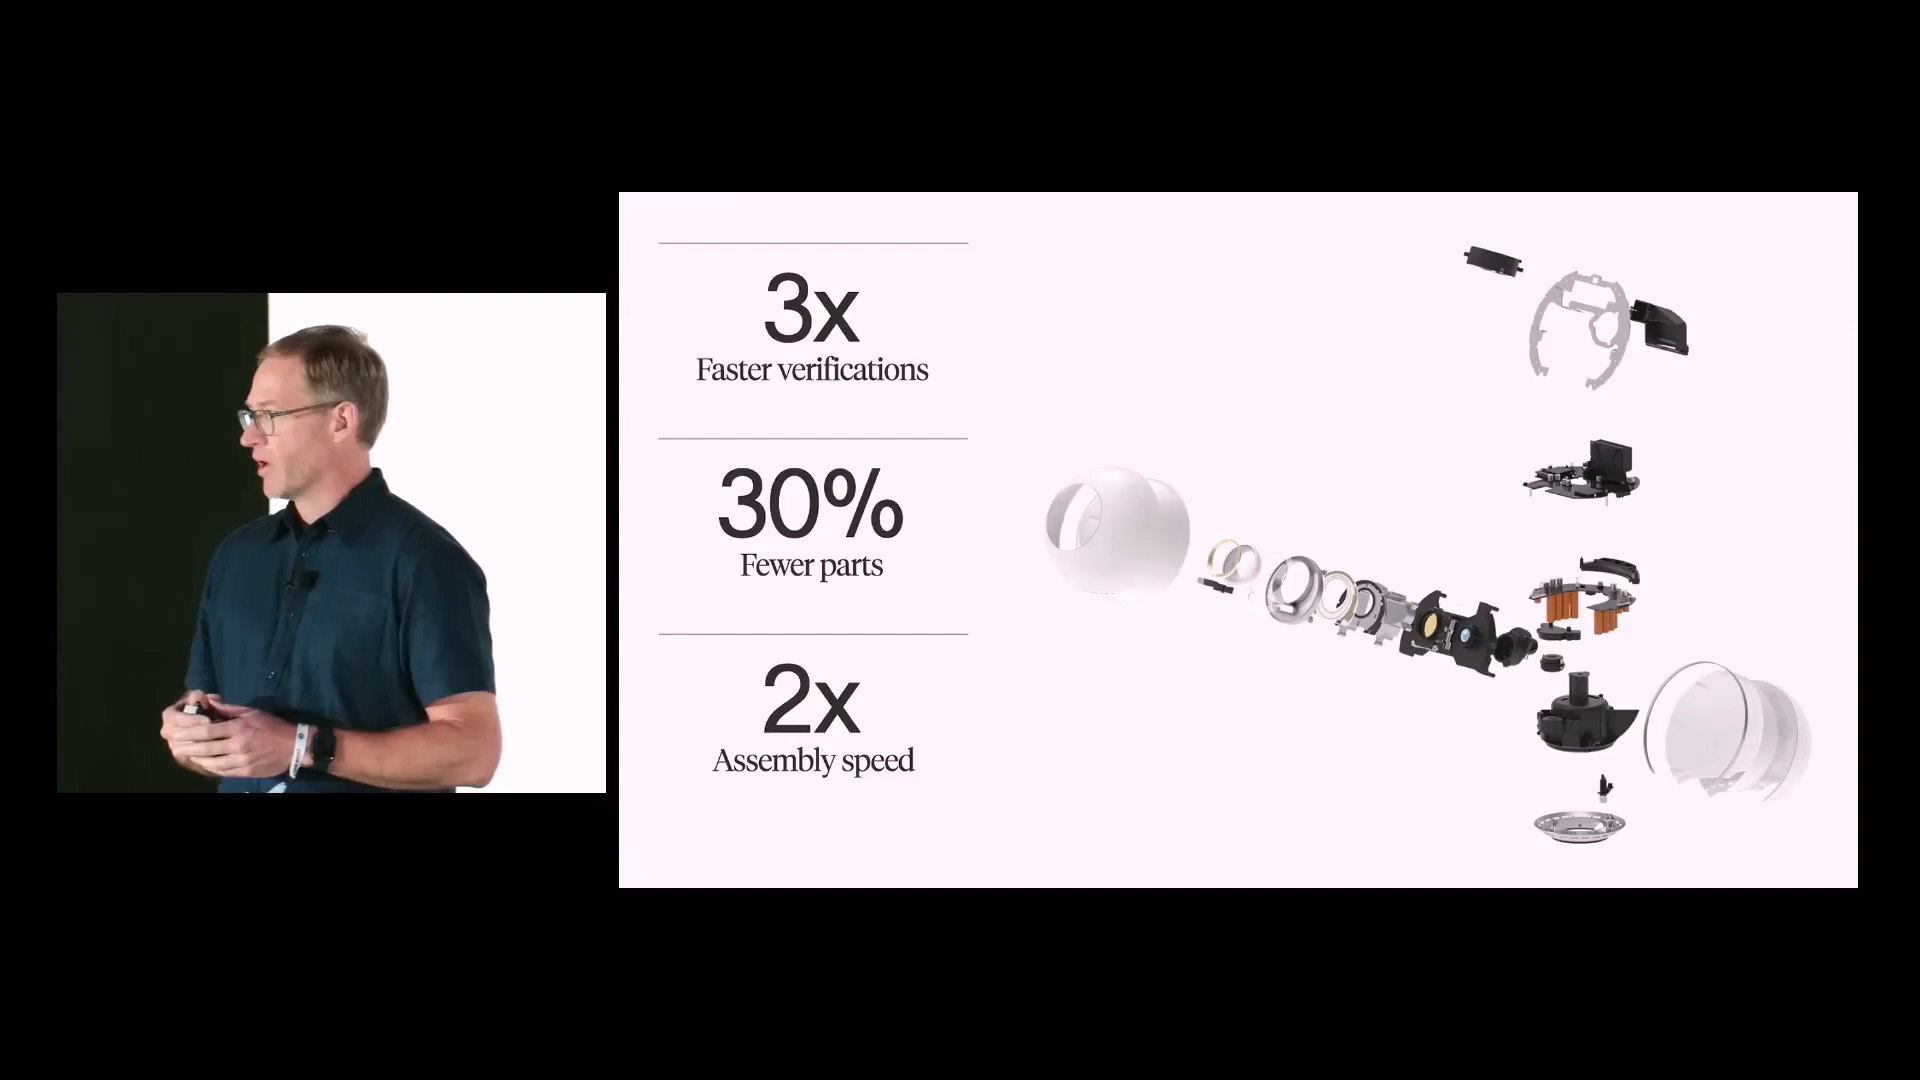 3x
Faster verifications
30%
Fewer parts
2x
Assembly speed